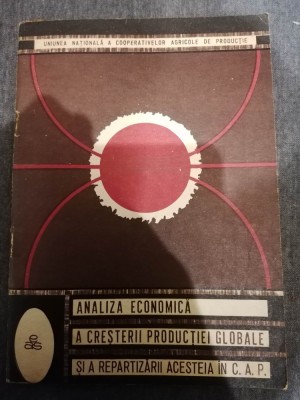 UNIUNEA NAȚIONALĂ A COOPERATIVELOR AGRICOLE DE PRODUCȚIE
ANALIZA ECONOMICĂ
A CREȘTERII PRODUCȚIEI GLOBALE
ȘI A REPARTIZĂRII ACESTEIA ÎN C.A.P.